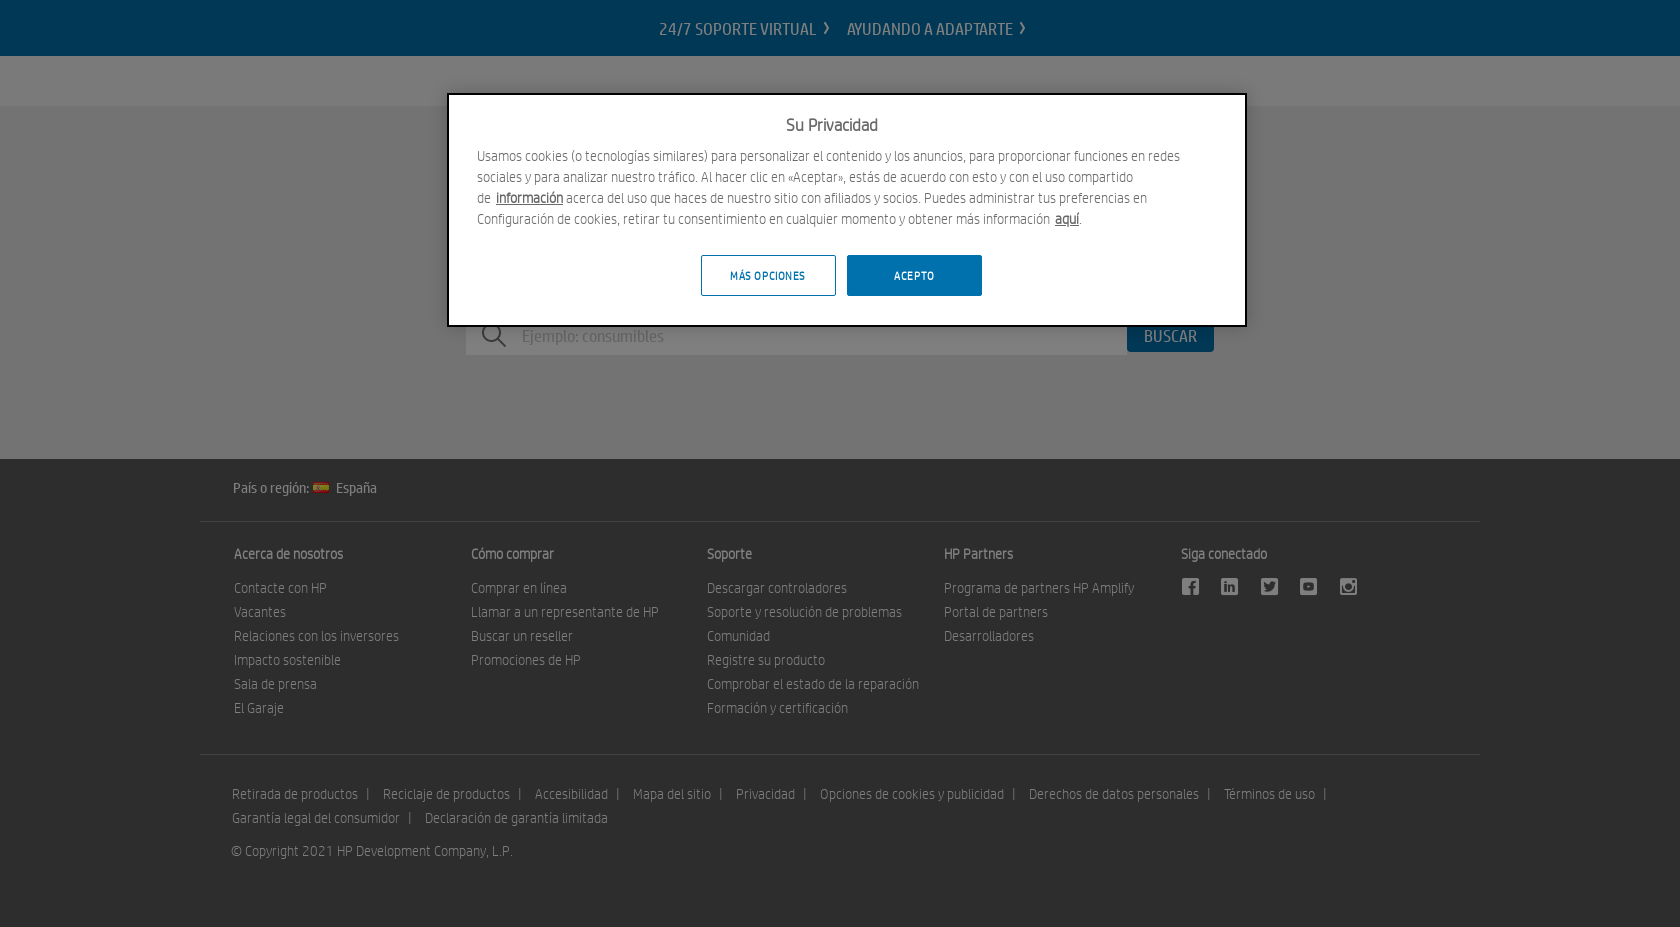 24/7 SOPORTE VIRTUAL AYUDANDO A ADAPTARTE
Su Privacidad
Usamos cookies (o tecnologías similares) para personalizar el contenido y los anuncios, para proporcionar funciones en redes
sociales y para analizar nuestro tráfico. Al hacer clic en «Aceptar», estás de acuerdo con esto y con el uso compartido
de información acerca del uso que haces de nuestro sitio con afiliados y socios. Puedes administrar tus preferencias en
Configuración de cookies, retirar tu consentimiento en cualquier momento y obtener más información aquí.
MÁS OPCIONES ACEPTO
Ejemplo: consumibles BUSCAR
País o región: España
Acerca de nosotros
Contacte con HP
Vacantes
Relaciones con los inversores
Impacto sostenible
Sala de prensa
El Garaje
Cómo comprar
Comprar en línea
Llamar a un representante de HP
Buscar un reseller
Promociones de HP
Soporte
Descargar controladores
Soporte y resolución de problemas
Comunidad
Registre su producto
Comprobar el estado de la reparación
Formación y certificación
HP Partners
Programa de partners HP Amplify
Portal de partners
Desarrolladores
Siga conectado
Retirada de productos | Reciclaje de productos | Accesibilidad | Mapa del sitio | Privacidad | Opciones de cookies y publicidad | Derechos de datos personales | Términos de uso |
Garantía legal del consumidor | Declaración de garantía limitada
© Copyright 2021 HP Development Company, L.P.